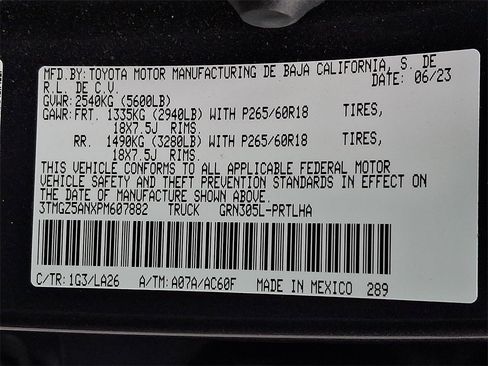 MFD.BY:TOYOTA MOTOR MANUFACTURING DE BAJA CALIFORNIA, S. DE
R.L. DE C.V. DATE: 06/23
GVWR:2540KG (5600LB)
GAWR:FRT. 1335KG (2940LB) WITH P265/60R18 TIRES,
18X7.5J RIMS.
RR. 1490KG (3280LB) WITH P265/60R18 TIRES,
18X7.5J RIMS.
THIS VEHICLE CONFORMS TO ALL APPLICABLE FEDERAL MOTOR
VEHICLE SAFETY AND THEFT PREVENTION STANDARDS IN EFFECT ON
THE DATE OF MANUFACTURE SHOWN ABOVE.
3TMGZ5ANXPM607882 TRUCK GRN305L-PRTLHA
C/TR: 1G3/LA26 A/TM: A07A/AC60F MADE IN MEXICO 289